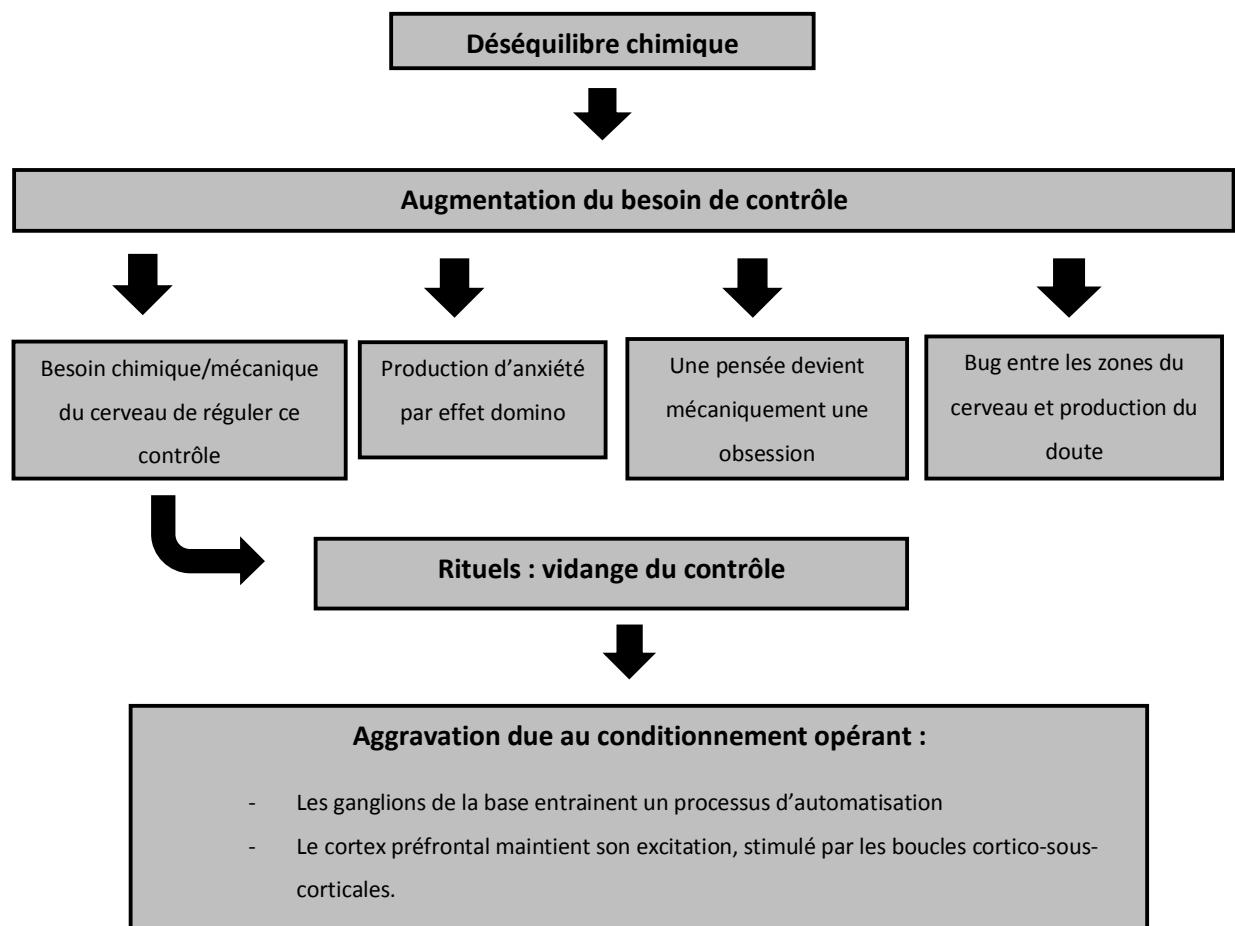 Déséquilibre chimique
Augmentation du besoin de contrôle
Besoin chimique/mécanique
du cerveau de réguler ce
contrôle
Production d'anxiété
par effet domino
Une pensée devient
mécaniquement une
obsession
Bug entre les zones du
cerveau et production du
doute
Rituels : vidange du contrôle
Aggravation due au conditionnement opérant :
- Les ganglions de la base entrainent un processus d'automatisation
- Le cortex préfrontal maintient son excitation, stimulé par les boucles cortico-sous-
corticales.